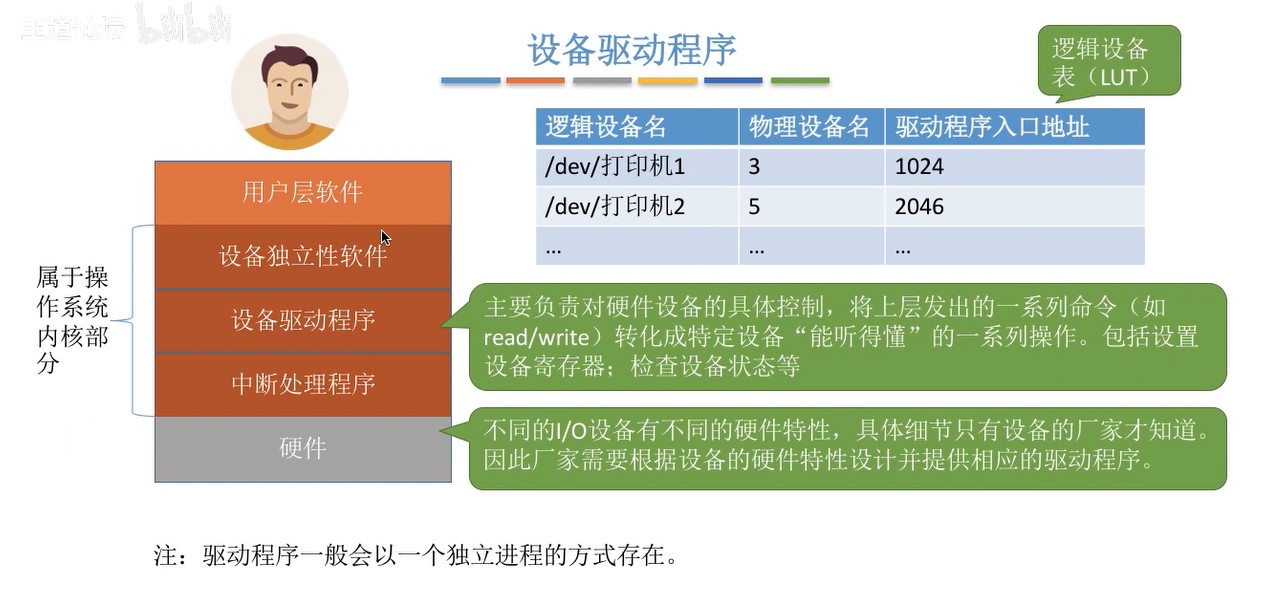 王道论坛 bilibili
设备驱动程序
逻辑设备
表（LUT）
逻辑设备名 物理设备名 驱动程序入口地址
/dev/打印机1 3 1024
/dev/打印机2 5 2046
... ... ...
用户层软件
设备独立性软件
设备驱动程序
中断处理程序
硬件
属于操
作系统
内核部
分
主要负责对硬件设备的具体控制，将上层发出的一系列命令（如
read/write）转化成特定设备“能听得懂”的一系列操作。包括设置
设备寄存器；检查设备状态等
不同的I/O设备有不同的硬件特性，具体细节只有设备的厂家才知道。
因此厂家需要根据设备的硬件特性设计并提供相应的驱动程序。
注：驱动程序一般会以一个独立进程的方式存在。